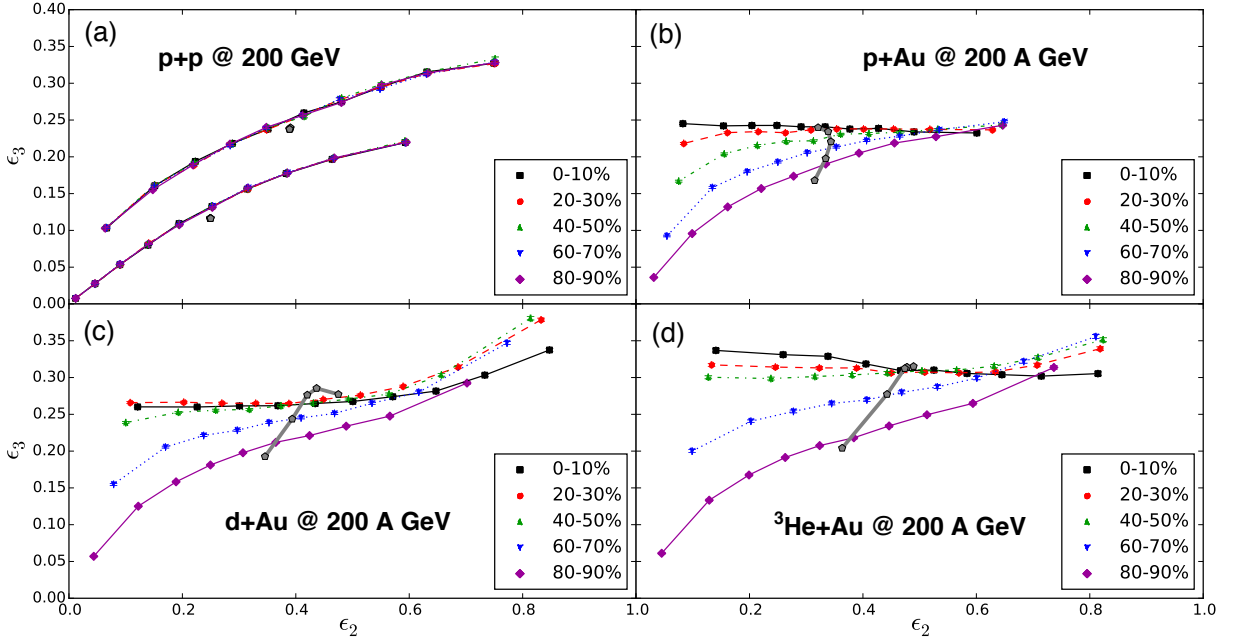 (a)
p+p @ 200 GeV
0.40
0.35
0.30
0.25
0.20
0.15
0.10
0.05
0.00
ϵ3
0-10%
20-30%
40-50%
60-70%
80-90%
(b)
p+Au @ 200 A GeV
0-10%
20-30%
40-50%
60-70%
80-90%
(c)
d+Au @ 200 A GeV
0.35
0.30
0.25
0.20
0.15
0.10
0.05
0.00
ϵ3
0-10%
20-30%
40-50%
60-70%
80-90%
0.0 0.2 0.4 0.6 0.8 1.0
ϵ2
(d)
³He+Au @ 200 A GeV
0-10%
20-30%
40-50%
60-70%
80-90%
0.2 0.4 0.6 0.8 1.0
ϵ2